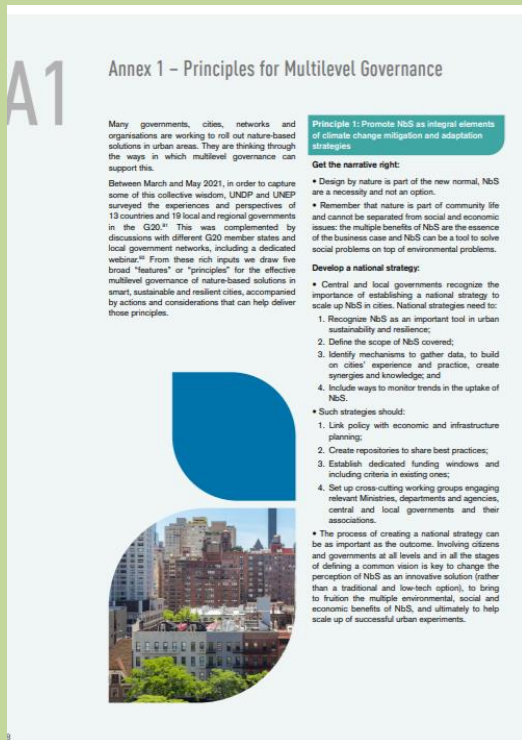 A1
Annex 1 – Principles for Multilevel Governance
Many governments, cities, networks and
organisations are working to roll out nature-based
solutions in urban areas. They are thinking through
the ways in which multilevel governance can
support this.
Between March and May 2021, in order to capture
some of this collective wisdom, UNDP and UNEP
surveyed the experiences and perspectives of
13 countries and 19 local and regional governments
in the G20.⁸¹ This was complemented by
discussions with different G20 member states and
local government networks, including a dedicated
webinar.⁸² From these rich inputs we draw five
broad “features” or “principles” for the effective
multilevel governance of nature-based solutions in
smart, sustainable and resilient cities, accompanied
by actions and considerations that can help deliver
those principles.
Principle 1: Promote NbS as integral elements
of climate change mitigation and adaptation
strategies
Get the narrative right:
• Design by nature is part of the new normal, NbS
are a necessity and not an option.
• Remember that nature is part of community life
and cannot be separated from social and economic
issues: the multiple benefits of NbS are the essence
of the business case and NbS can be a tool to solve
social problems on top of environmental problems.
Develop a national strategy:
• Central and local governments recognize the
importance of establishing a national strategy to
scale up NbS in cities. National strategies need to:
1. Recognize NbS as an important tool in urban
sustainability and resilience;
2. Define the scope of NbS covered;
3. Identify mechanisms to gather data, to build
on cities’ experience and practice, create
synergies and knowledge; and
4. Include ways to monitor trends in the uptake of
NbS.
• Such strategies should:
1. Link policy with economic and infrastructure
planning;
2. Create repositories to share best practices;
3. Establish dedicated funding windows and
including criteria in existing ones;
4. Set up cross-cutting working groups engaging
relevant Ministries, departments and agencies,
central and local governments and their
associations.
• The process of creating a national strategy can
be as important as the outcome. Involving citizens
and governments at all levels and in all the stages
of defining a common vision is key to change the
perception of NbS as an innovative solution (rather
than a traditional and low-tech option), to bring
to fruition the multiple environmental, social and
economic benefits of NbS, and ultimately to help
scale up of successful urban experiments.